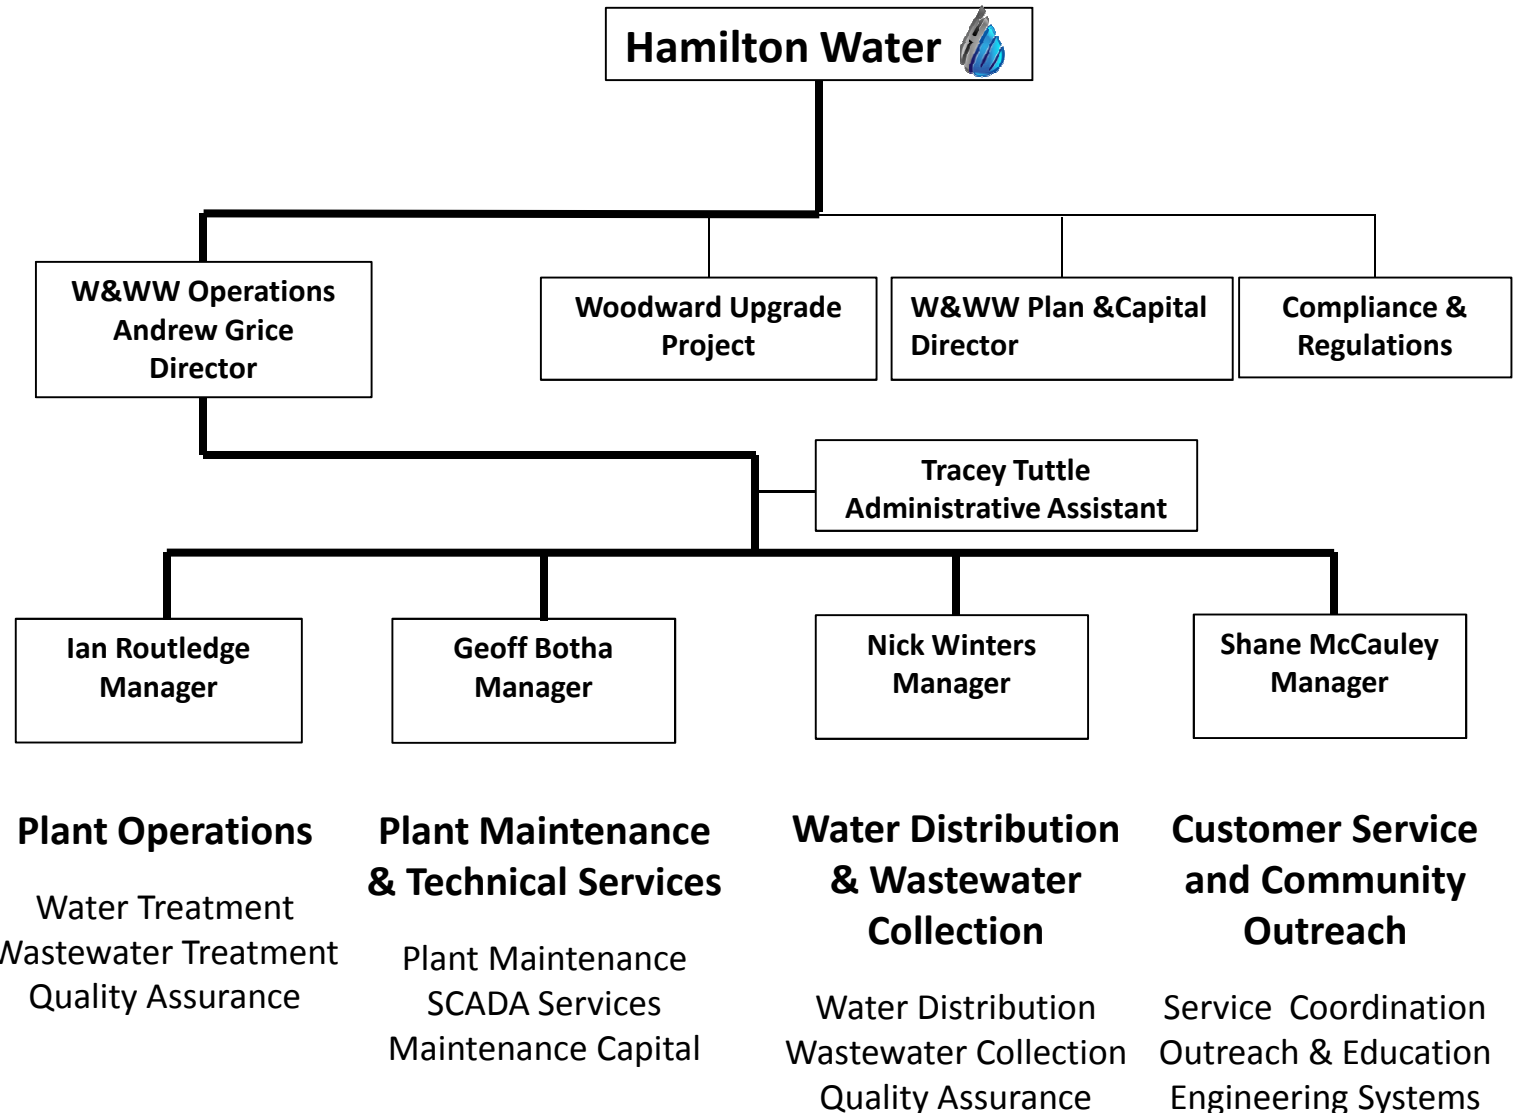 Hamilton Water
W&WW Operations
Andrew Grice
Director
Woodward Upgrade
Project
W&WW Plan &Capital
Director
Compliance &
Regulations
Tracey Tuttle
Administrative Assistant
Ian Routledge
Manager
Geoff Botha
Manager
Nick Winters
Manager
Shane McCauley
Manager
Plant Operations
Water Treatment
Wastewater Treatment
Quality Assurance
Plant Maintenance
& Technical Services
Plant Maintenance
SCADA Services
Maintenance Capital
Water Distribution
& Wastewater
Collection
Water Distribution
Wastewater Collection
Quality Assurance
Customer Service
and Community
Outreach
Service  Coordination
Outreach & Education
Engineering Systems